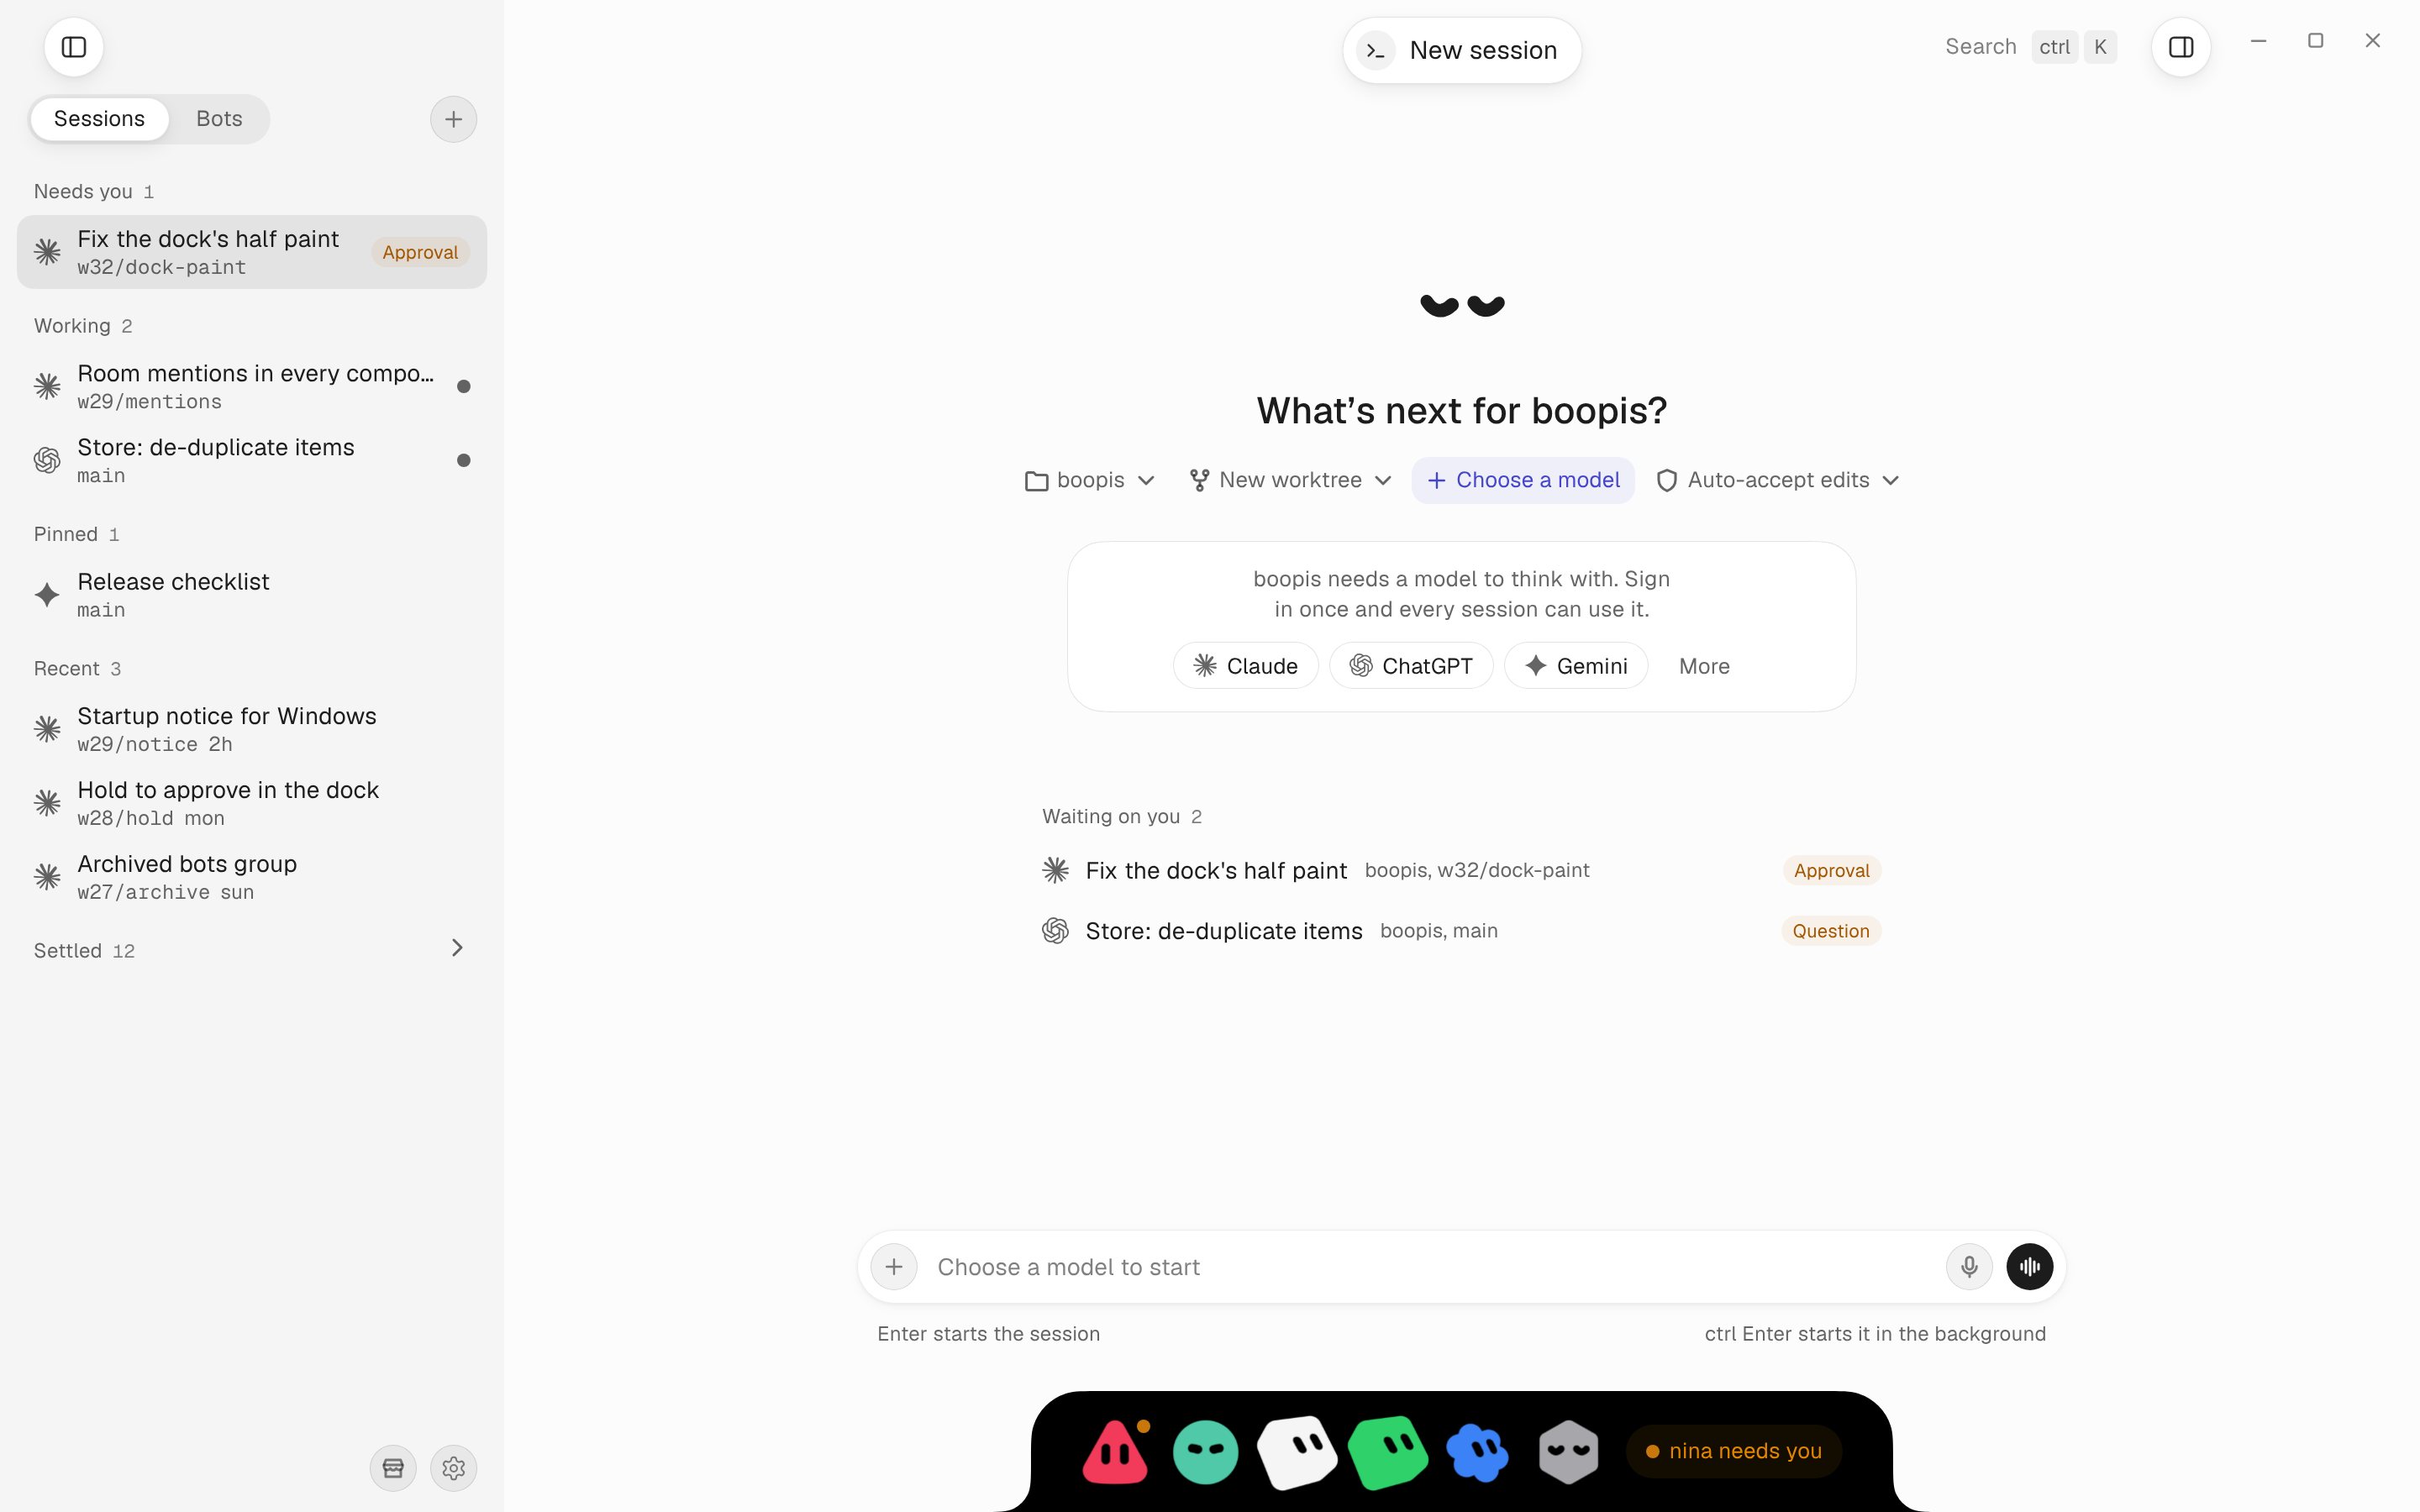 New session
Search ctrl K
Sessions Bots
Needs you 1
Fix the dock's half paint
w32/dock-paint
Approval
Working 2
Room mentions in every compo...
w29/mentions
Store: de-duplicate items
main
Pinned 1
Release checklist
main
Recent 3
Startup notice for Windows
w29/notice 2h
Hold to approve in the dock
w28/hold mon
Archived bots group
w27/archive sun
Settled 12
What’s next for boopis?
boopis New worktree + Choose a model Auto-accept edits
boopis needs a model to think with. Sign
in once and every session can use it.
Claude ChatGPT Gemini More
Waiting on you 2
Fix the dock's half paint boopis, w32/dock-paint Approval
Store: de-duplicate items boopis, main Question
Choose a model to start
Enter starts the session ctrl Enter starts it in the background
nina needs you